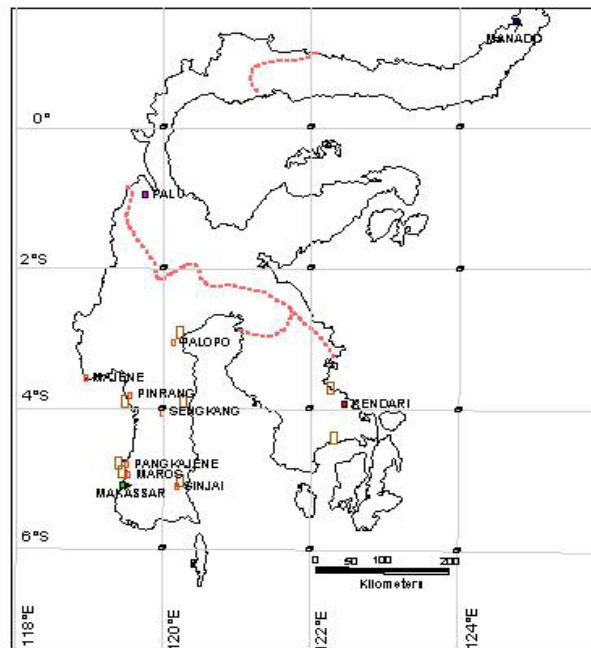 MANADO
0°
PALU
2°S
PALOPO
MAJENE
PINRANG
4°S
SENGKANG
KENDARI
PANGKAJENE
MAROS
MAKASSAR
SINJAI
6°S
0 50 100 200
Kilometers
118°E
120°E
122°E
124°E